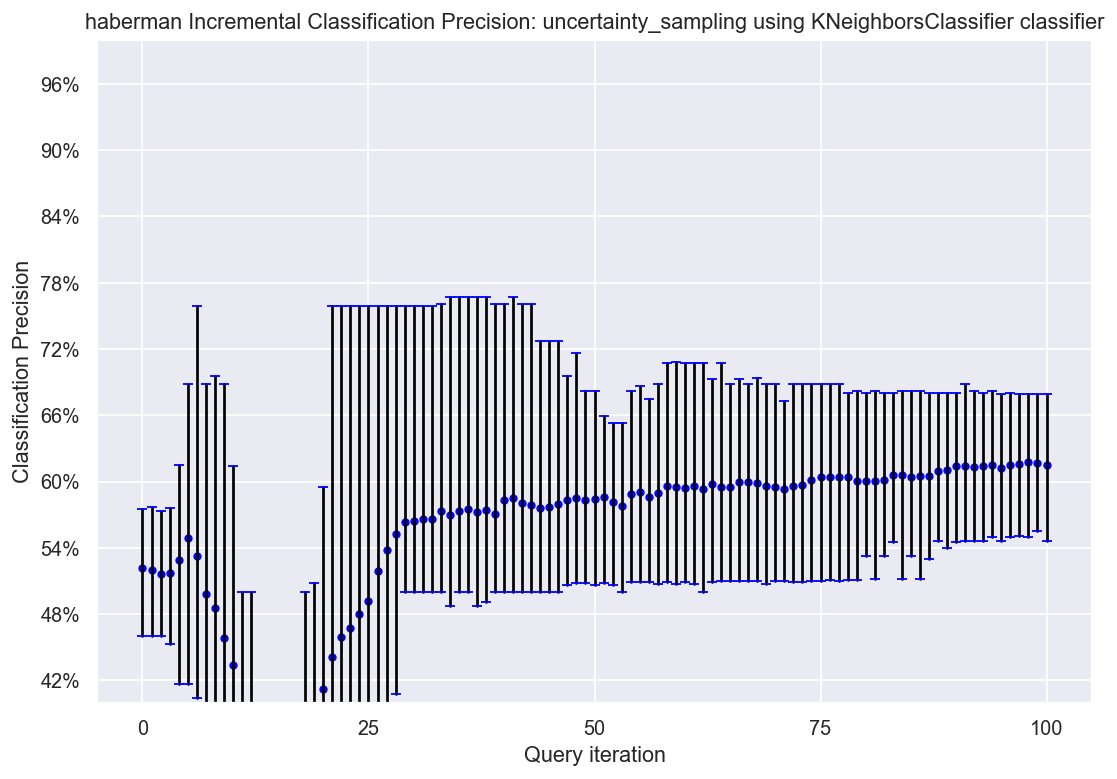 haberman Incremental Classification Precision: uncertainty_sampling using KNeighborsClassifier classifier
96%
90%
84%
78%
72%
66%
60%
54%
48%
42%
Classification Precision
0 25 50 75 100
Query iteration